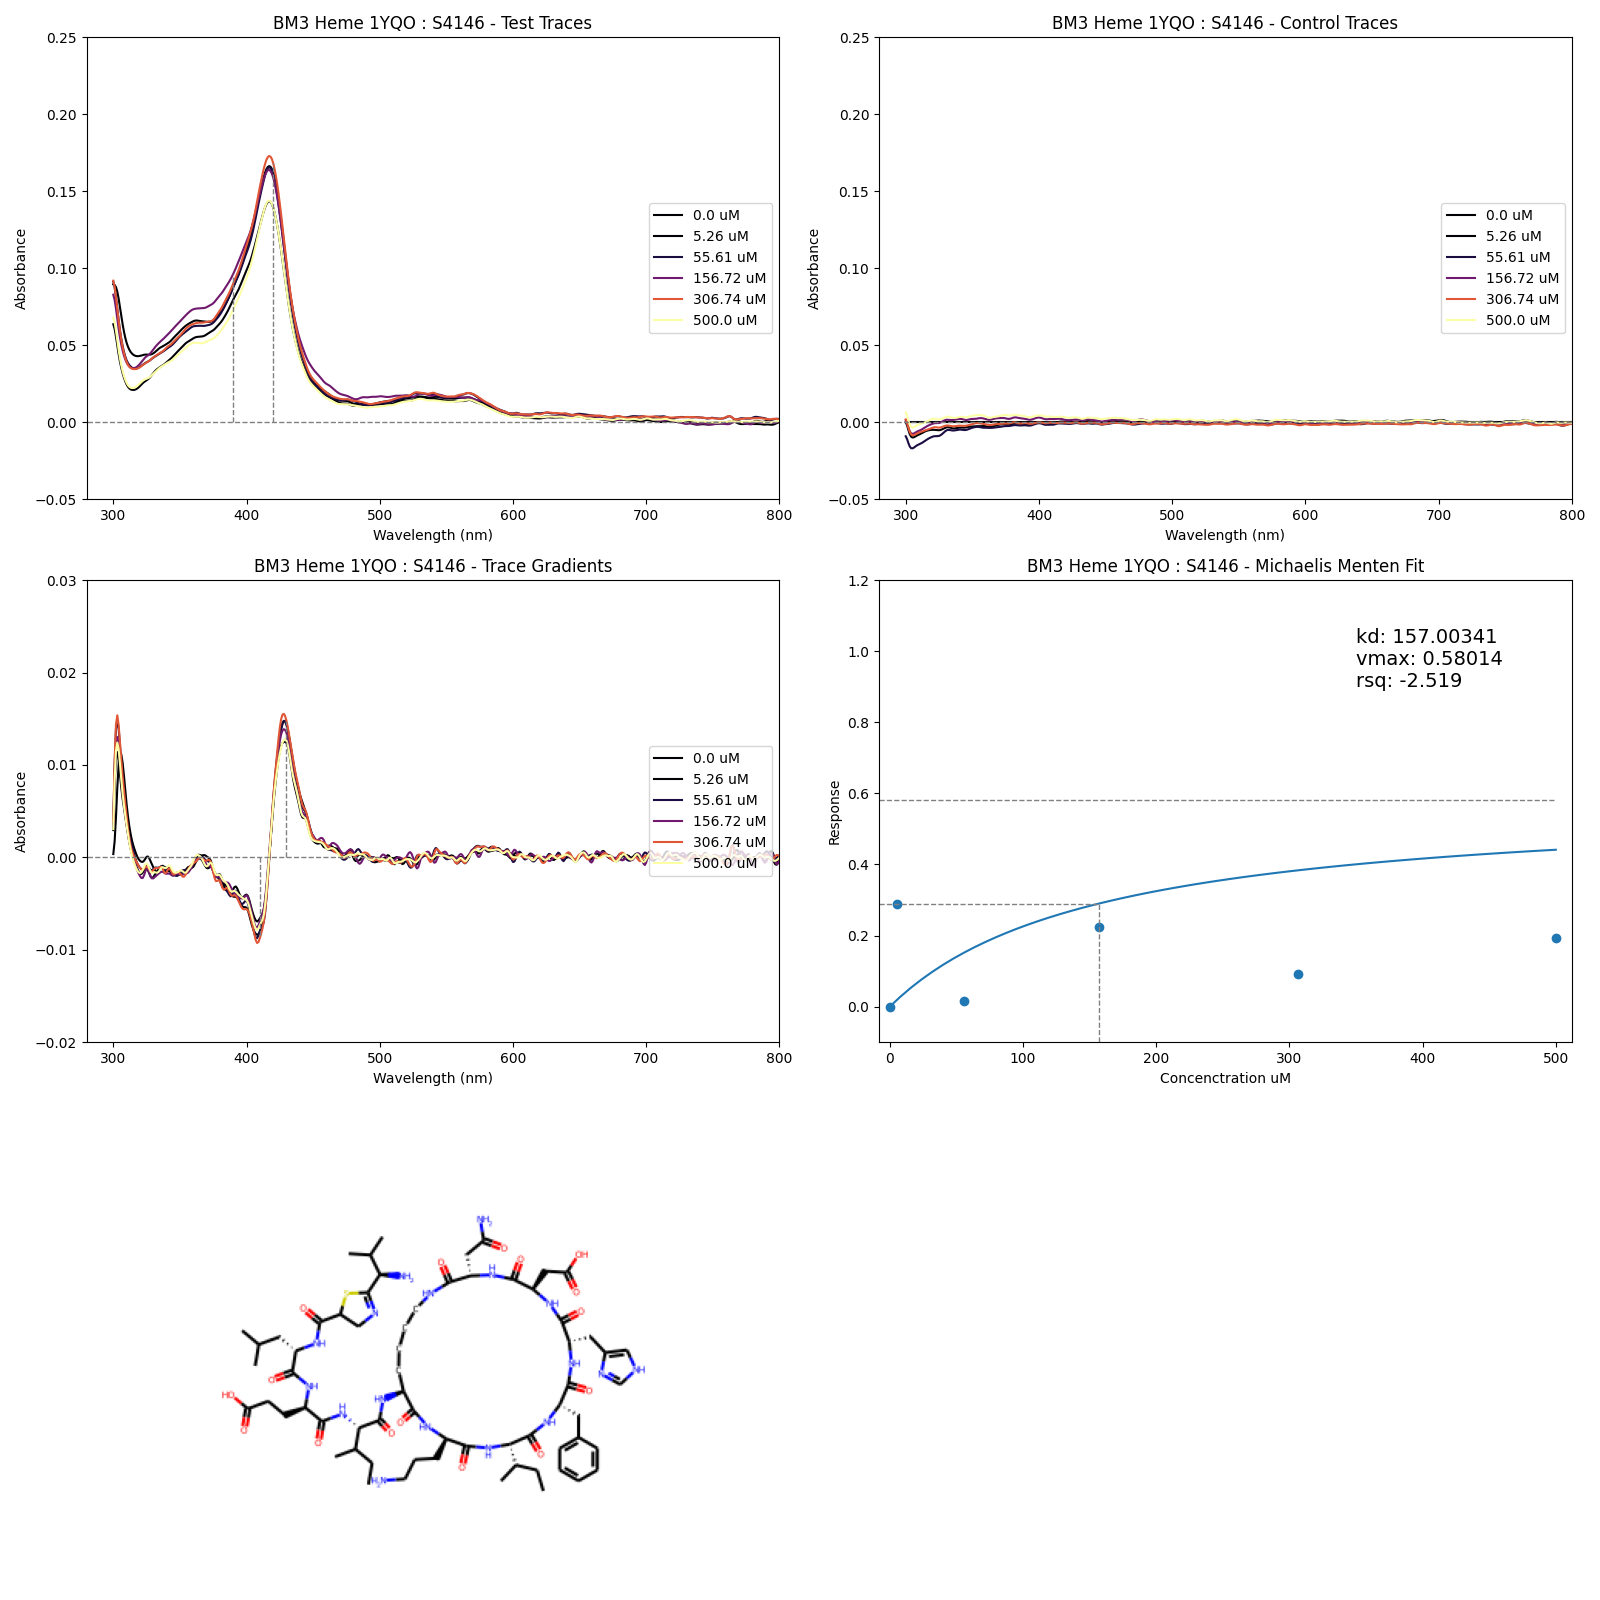 BM3 Heme 1YQO : S4146 - Test Traces
0.25
0.20
0.15
0.10
0.05
0.00
−0.05
Absorbance
300
400
500
600
700
800
Wavelength (nm)
0.0 uM
5.26 uM
55.61 uM
156.72 uM
306.74 uM
500.0 uM
BM3 Heme 1YQO : S4146 - Control Traces
0.25
0.20
0.15
0.10
0.05
0.00
−0.05
Absorbance
300
400
500
600
700
800
Wavelength (nm)
0.0 uM
5.26 uM
55.61 uM
156.72 uM
306.74 uM
500.0 uM
BM3 Heme 1YQO : S4146 - Trace Gradients
0.03
0.02
0.01
0.00
−0.01
−0.02
Absorbance
300
400
500
600
700
800
Wavelength (nm)
0.0 uM
5.26 uM
55.61 uM
156.72 uM
306.74 uM
500.0 uM
BM3 Heme 1YQO : S4146 - Michaelis Menten Fit
1.2
1.0
0.8
0.6
0.4
0.2
0.0
Response
0
100
200
300
400
500
Concenctration uM
kd: 157.00341
vmax: 0.58014
rsq: -2.519